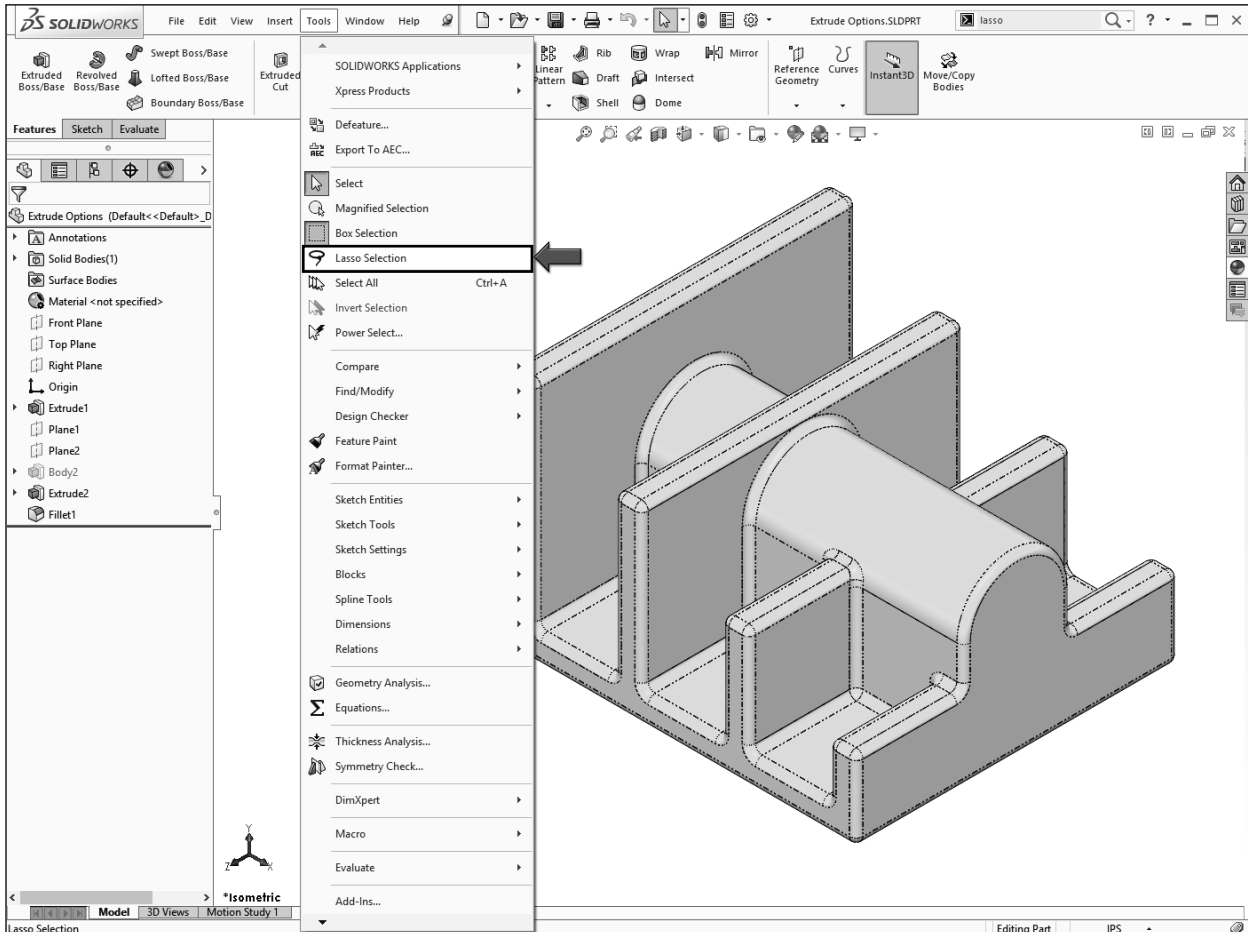 SOLIDWORKS File Edit View Insert Tools Window Help Extrude Options.SLDPRT lasso ?
Extruded Boss/Base
Revolved Boss/Base
Swept Boss/Base
Lofted Boss/Base
Boundary Boss/Base
Extruded Cut
Linear Pattern
Rib
Draft
Shell
Wrap
Intersect
Dome
Mirror
Reference Geometry
Curves
Instant3D
Move/Copy Bodies
Features Sketch Evaluate
Extrude Options (Default<<Default>_D
Annotations
Solid Bodies(1)
Surface Bodies
Material <not specified>
Front Plane
Top Plane
Right Plane
Origin
Extrude1
Plane1
Plane2
Body2
Extrude2
Fillet1
SOLIDWORKS Applications
Xpress Products
Defeature...
AEC Export To AEC...
Select
Magnified Selection
Box Selection
Lasso Selection
Select All Ctrl+A
Invert Selection
Power Select...
Compare
Find/Modify
Design Checker
Feature Paint
Format Painter...
Sketch Entities
Sketch Tools
Sketch Settings
Blocks
Spline Tools
Dimensions
Relations
Geometry Analysis...
Equations...
Thickness Analysis...
Symmetry Check...
DimXpert
Macro
Evaluate
Add-Ins...
Y
Z X
*Isometric
Model 3D Views Motion Study 1
Lasso Selection Editing Part IPS